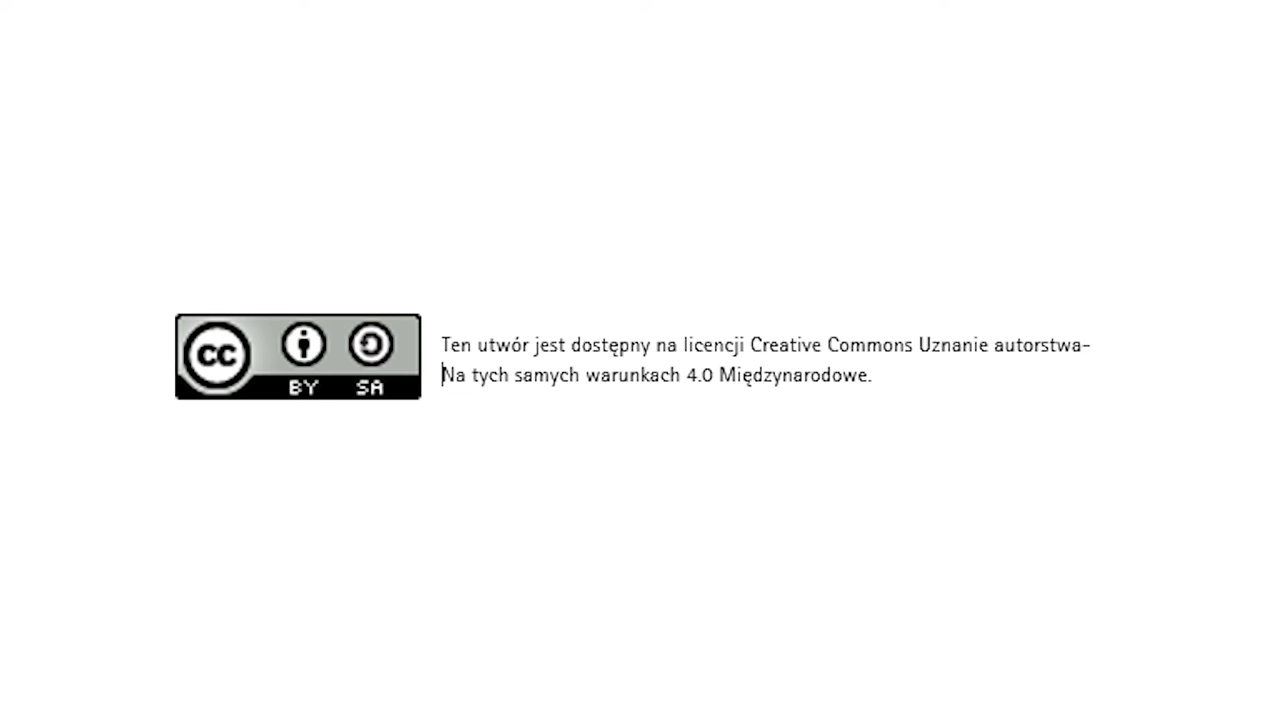 CC
BY SA
Ten utwór jest dostępny na licencji Creative Commons Uznanie autorstwa-
Na tych samych warunkach 4.0 Międzynarodowe.